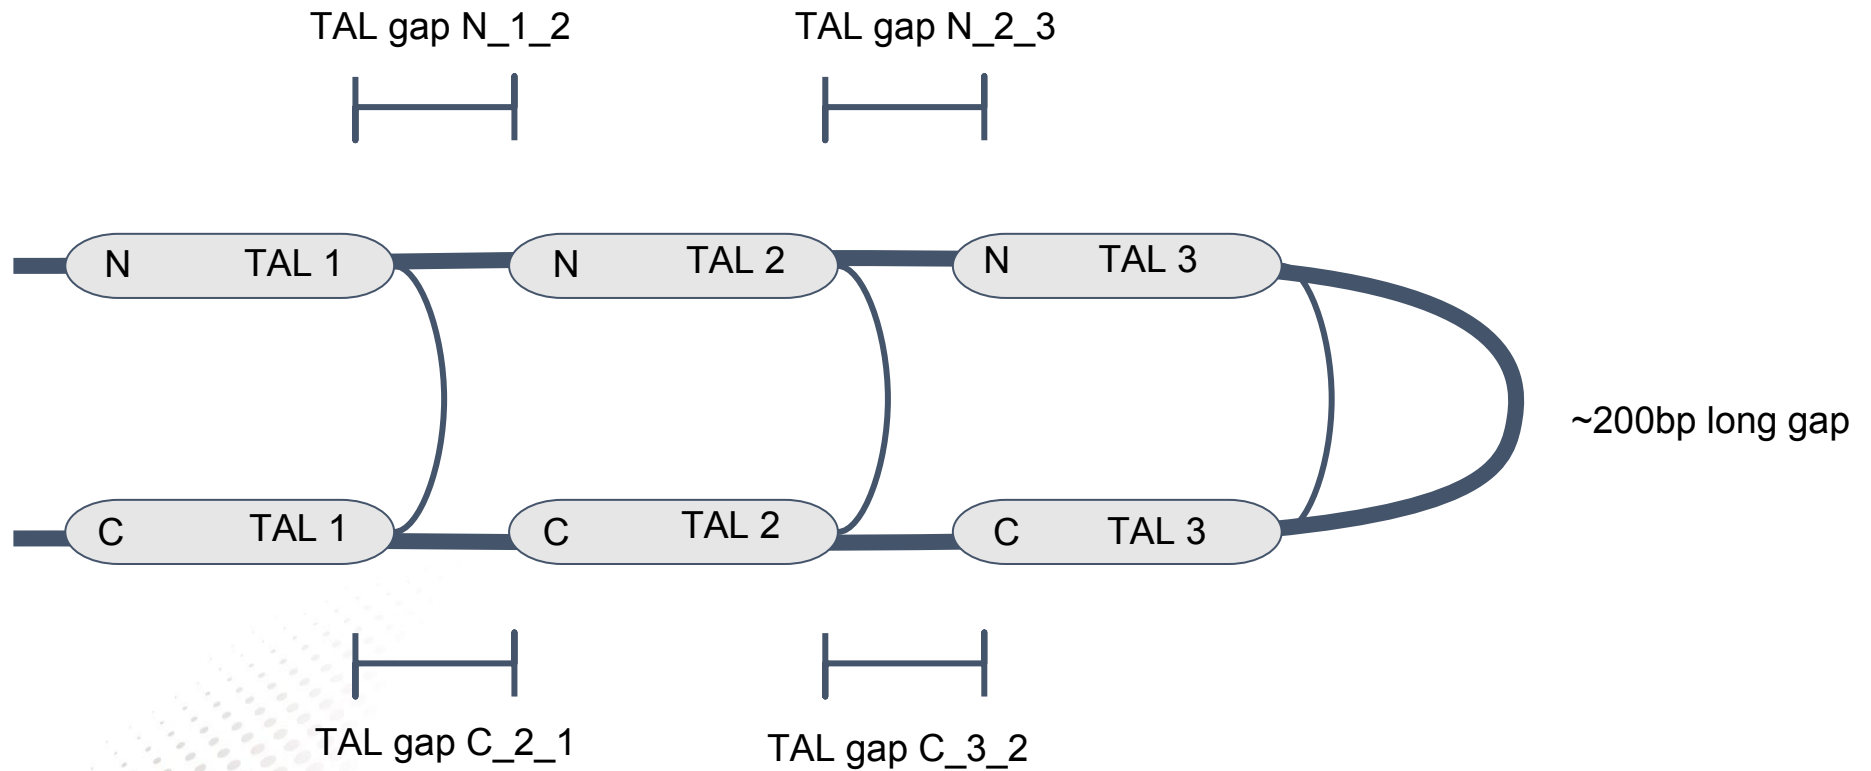 TAL gap N_1_2
TAL gap N_2_3
N TAL 1
N TAL 2
N TAL 3
~200bp long gap
C TAL 1
C TAL 2
C TAL 3
TAL gap C_2_1
TAL gap C_3_2